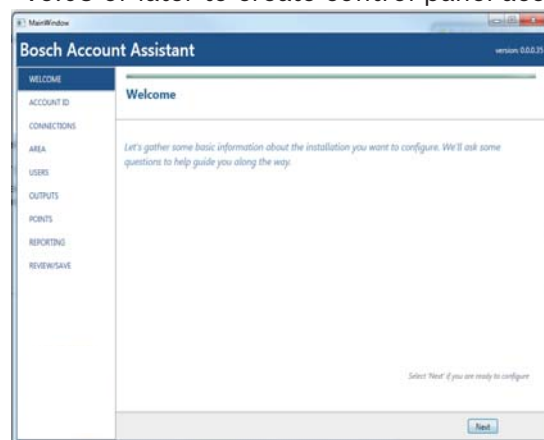 MainWindow
Bosch Account Assistant
version: 0.0.0.35
WELCOME
ACCOUNT ID
CONNECTIONS
AREA
USERS
OUTPUTS
POINTS
REPORTING
REVIEW/SAVE
Welcome
Let's gather some basic information about the installation you want to configure. We'll ask some
questions to help guide you along the way.
Select 'Next' if you are ready to configure
Next